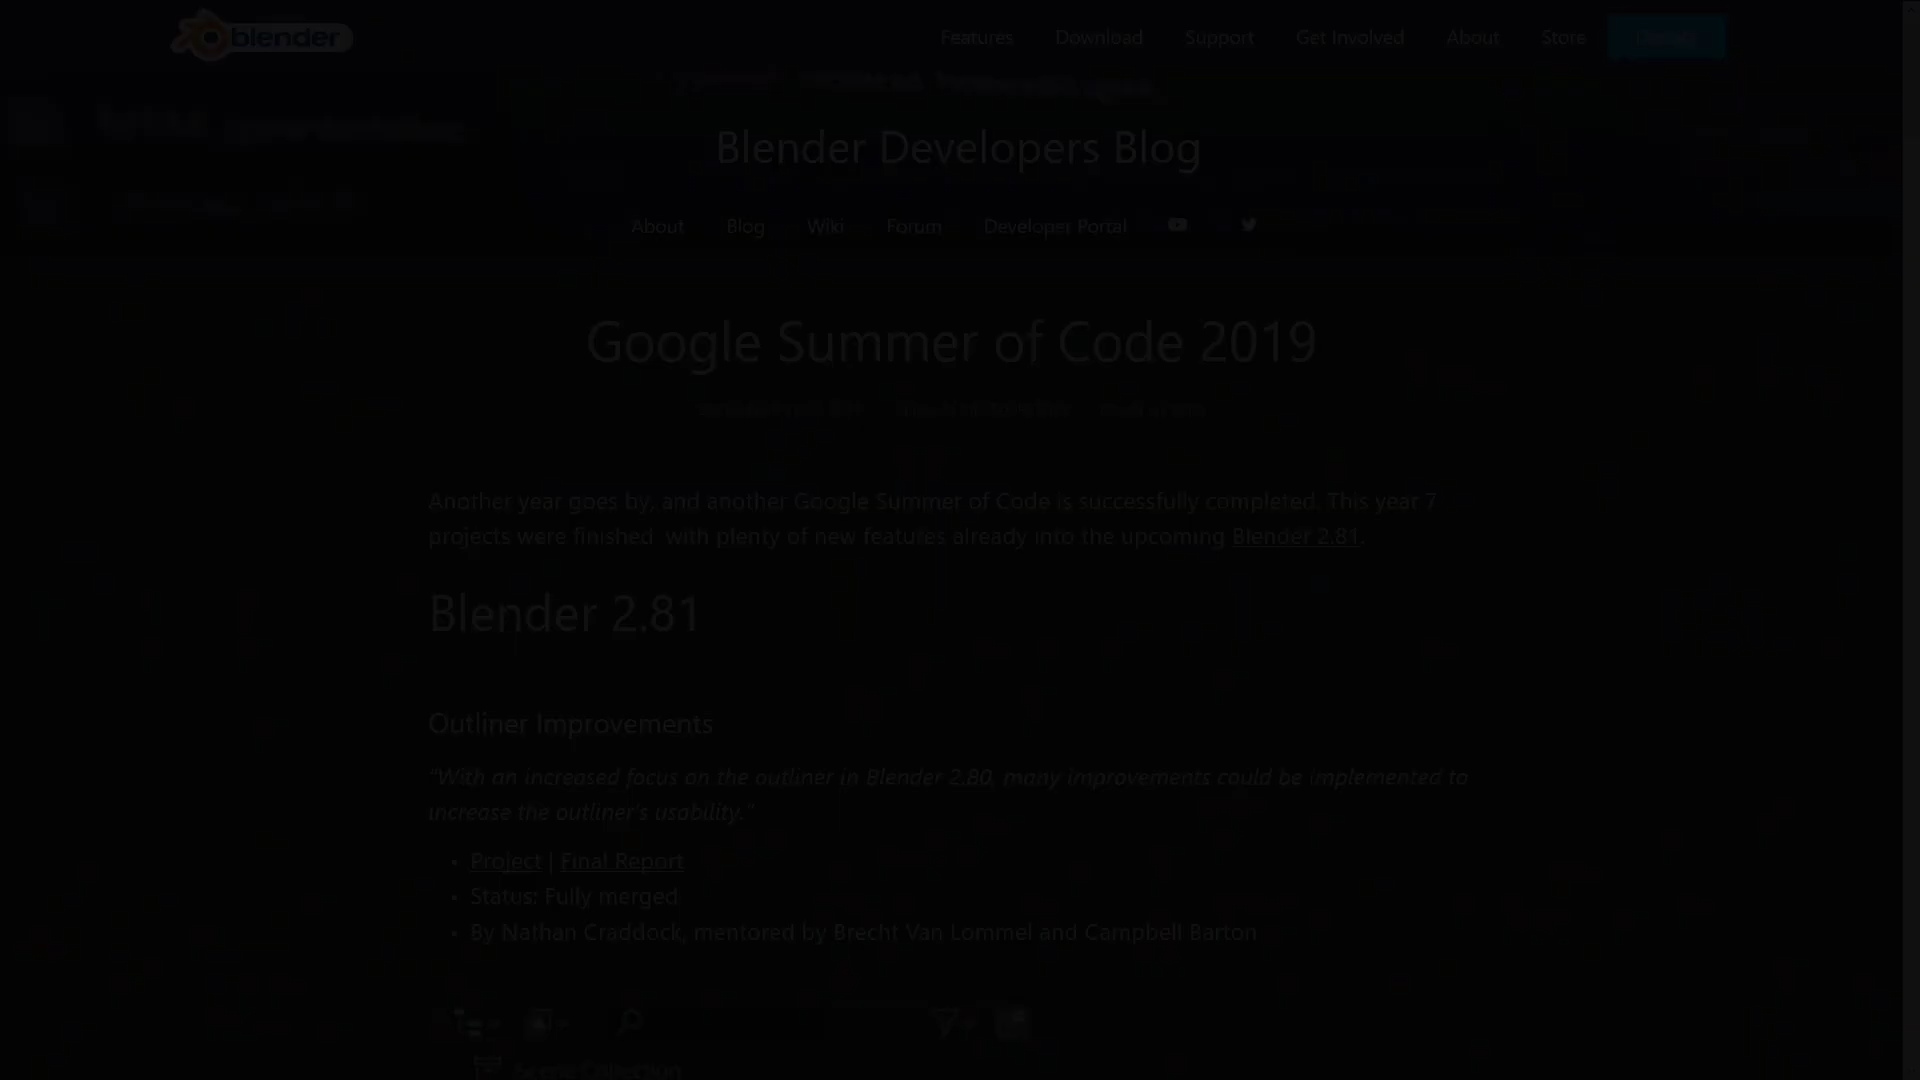 blender
Features Download Support Get Involved About Store
Blender Developers Blog
About Blog Wiki Forum Developer Portal
Google Summer of Code 2019
Another year goes by, and another Google Summer of Code is successfully completed. This year 7
projects were finished with plenty of new features already into the upcoming Blender 2.81.
Blender 2.81
Outliner Improvements
"With an increased focus on the outliner in Blender 2.80, many improvements could be implemented to
increase the outliner's usability."
• Project | Final Report
• Status: Fully merged
• By Nathan Craddock, mentored by Brecht Van Lommel and Campbell Barton
Scene Collection